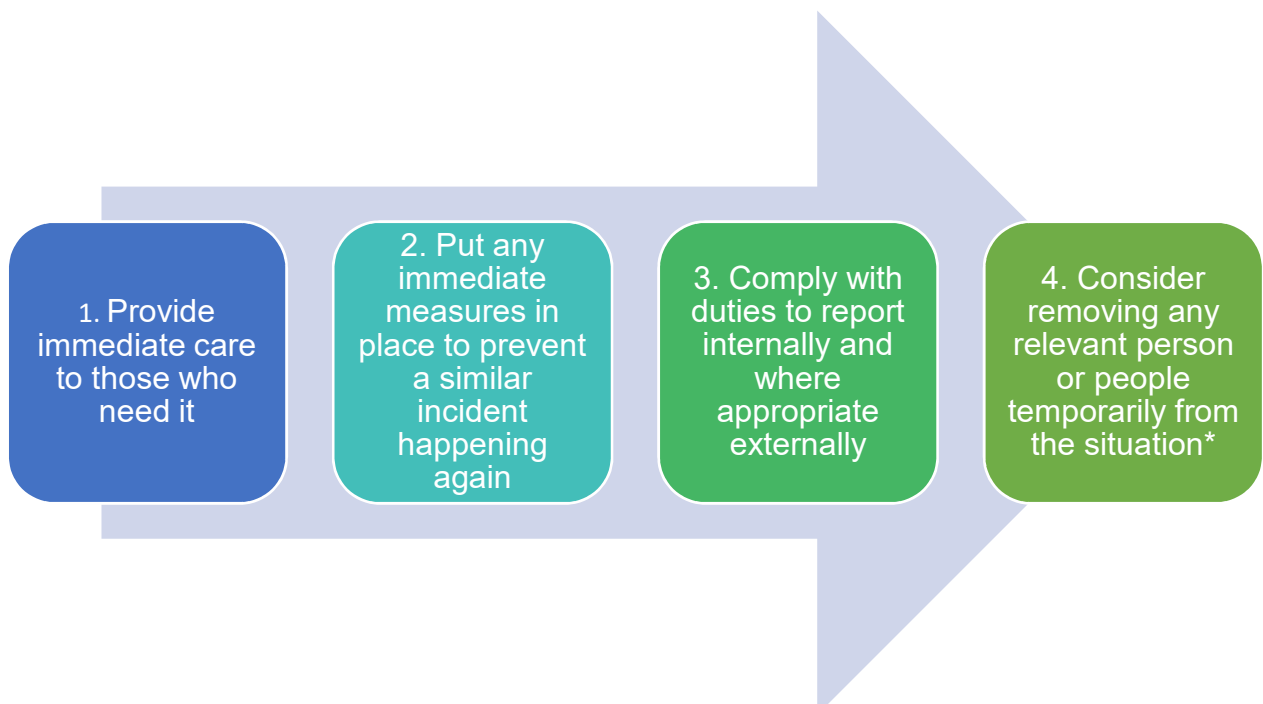 1. Provide
immediate care
to those who
need it
2. Put any
immediate
measures in
place to prevent
a similar
incident
happening
again
3. Comply with
duties to report
internally and
where
appropriate
externally
4. Consider
removing any
relevant person
or people
temporarily from
the situation*